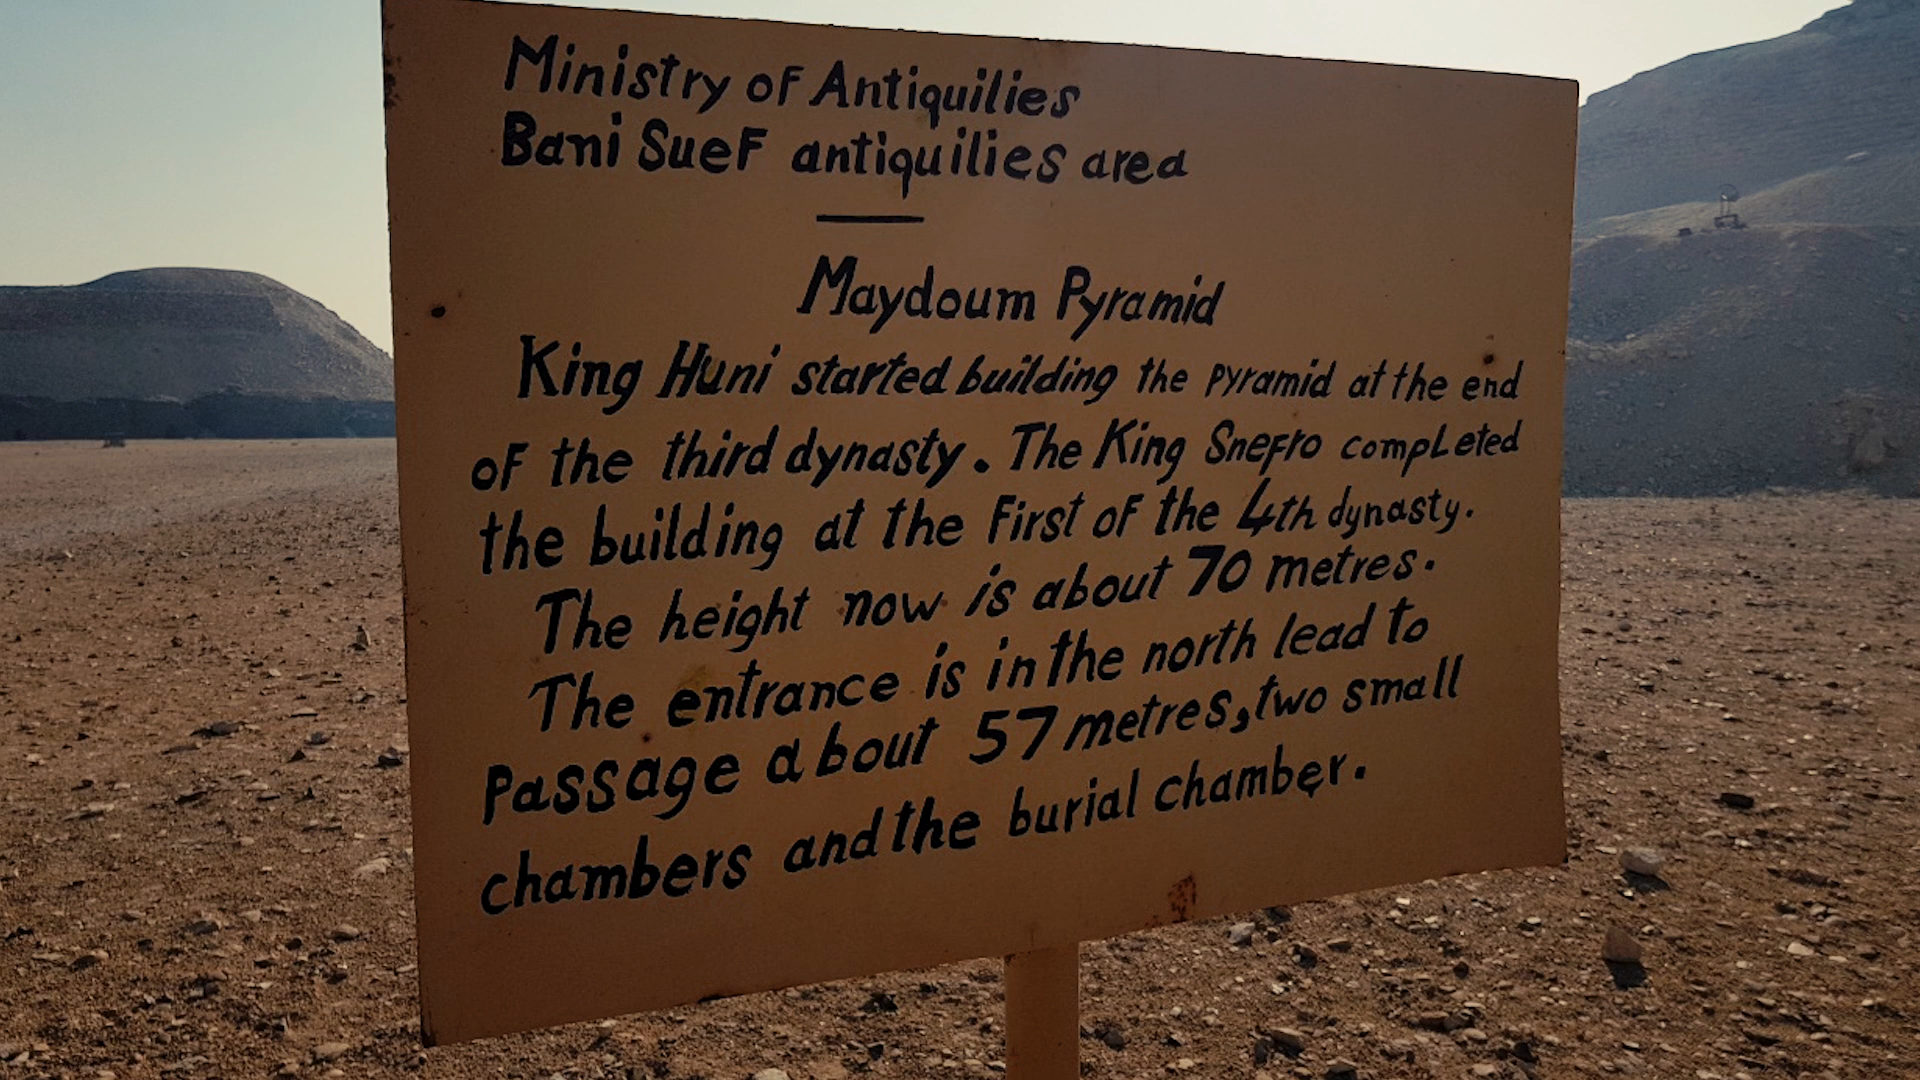 Ministry of Antiquilies
Bani Suef antiquilies area
Maydoum Pyramid
King Huni started building the pyramid at the end
of the third dynasty. The King Snefro completed
the building at the First of the 4th dynasty.
The height now is about 70 metres.
The entrance is in the north lead to
Passage about 57 metres, two small
chambers and the burial chamber.